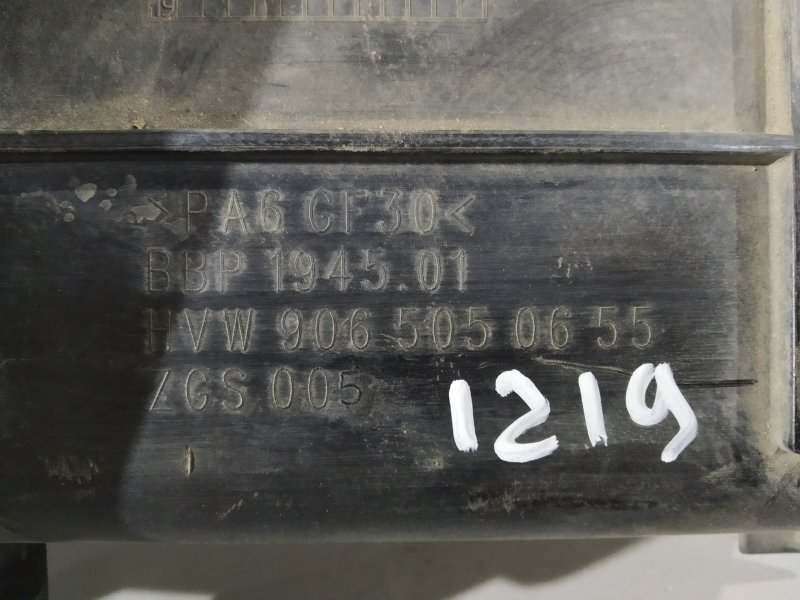 >PA6 GF30<
BBP 1945.01
HVW 906 505 06 55
ZGS 005
1219